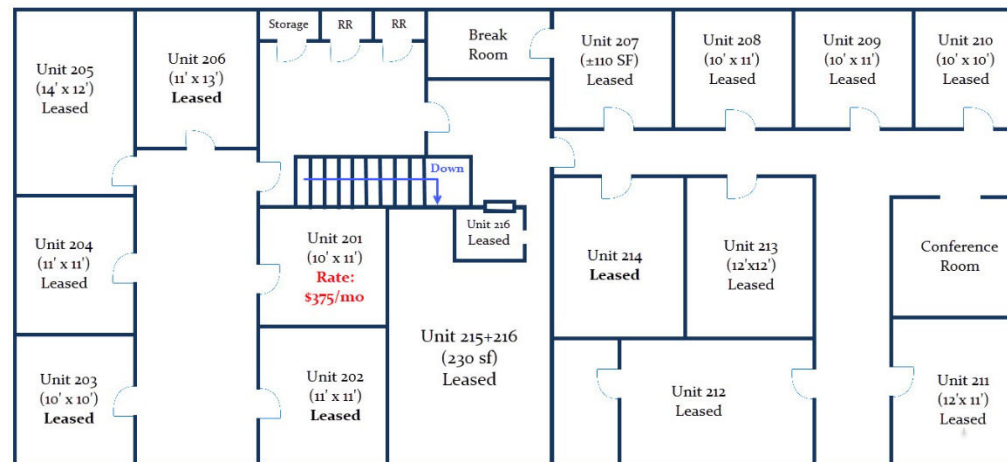 Storage
RR
RR
Break
Room
Unit 205
(14' x 12')
Leased
Unit 206
(11' x 13')
Leased
Unit 207
(±110 SF)
Leased
Unit 208
(10' x 11')
Leased
Unit 209
(10' x 11')
Leased
Unit 210
(10' x 10')
Leased
Down
Unit 204
(11' x 11')
Leased
Unit 201
(10' x 11')
Rate:
$375/mo
Unit 216
Leased
Unit 214
Leased
Unit 213
(12'x12')
Leased
Conference
Room
Unit 203
(10' x 10')
Leased
Unit 202
(11' x 11')
Leased
Unit 215+216
(230 sf)
Leased
Unit 212
Leased
Unit 211
(12'x 11')
Leased